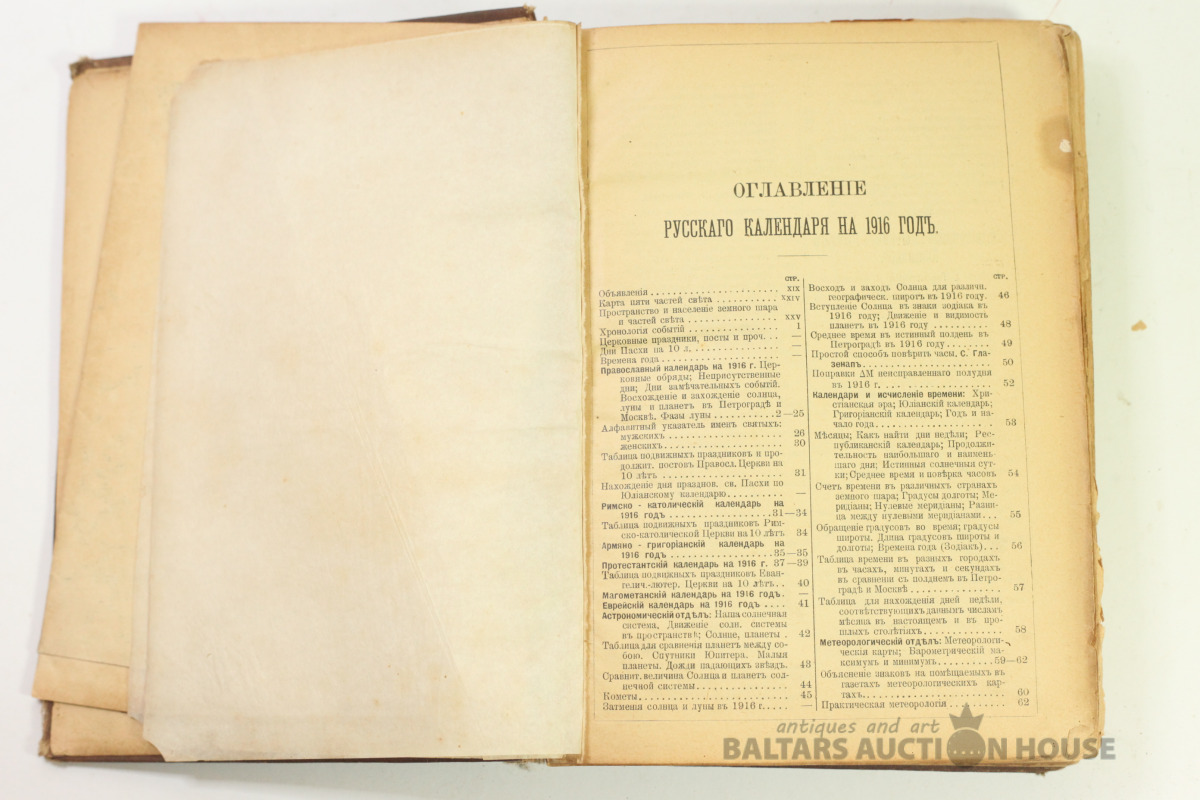 ОГЛАВЛЕНІЕ
РУССКАГО КАЛЕНДАРЯ НА 1916 ГОДЪ.
СТР.
Объявленія . . . . . . . . . . . . . . . . . . . . . . . XIX
Карта пяти частей свѣта . . . . . . . . . . . XXIV
Пространство и населеніе земного шара
и частей свѣта . . . . . . . . . . . . . . . . XXV
Хронологія событій . . . . . . . . . . . . . . . . 1
Церковные праздники, посты и проч. . . —
Дни Пасхи на 10 л. . . . . . . . . . . . . . . . —
Времена года . . . . . . . . . . . . . . . . . . . . —
Православный календарь на 1916 г. Цер-
ковные обряды; Неприсутственные
дни; Дни замѣчательныхъ событій.
Восхожденіе и захожденіе солнца,
луны и планетъ въ Петроградѣ и
Москвѣ. Фазы луны . . . . . . . . . . . 2—25
Алфавитный указатель именъ святыхъ:
мужскихъ . . . . . . . . . . . . . . . . . . . . 26
женскихъ . . . . . . . . . . . . . . . . . . . . 30
Таблица подвижныхъ праздниковъ и про-
должит. постовъ Правосл. Церкви на
10 лѣтъ . . . . . . . . . . . . . . . . . . . . . 31
Нахожденіе дня празднов. св. Пасхи по
Юліанскому календарю . . . . . . . . . . —
Римско - католическій календарь на
1916 годъ . . . . . . . . . . . . . . . . . . 31—34
Таблица подвижныхъ праздниковъ Рим-
ско-католической Церкви на 10 лѣтъ 34
Армяно - григоріанскій календарь на
1916 годъ . . . . . . . . . . . . . . . . . . 35—35
Протестантскій календарь на 1916 г. 37—39
Таблица подвижныхъ праздниковъ Еван-
гелич.-лютер. Церкви на 10 лѣтъ . . 40
Магометанскій календарь на 1916 годъ. —
Еврейскій календарь на 1916 годъ . . . . 41
Астрономическій отдѣлъ: Наша солнечная
система, Движеніе солн. системы
въ пространствѣ; Солнце, планеты . 42
Таблица для сравненія планетъ между со-
бою. Спутники Юпитера. Малыя
планеты. Дожди падающихъ звѣздъ. 43
Сравнит. величина Солнца и планетъ сол-
нечной системы . . . . . . . . . . . . . . . 44
Кометы . . . . . . . . . . . . . . . . . . . . . . . . 45
Затменія солнца и луны въ 1916 г. . . . . —
СТР.
Восходъ и заходъ Солнца для различн.
географическ. широтъ въ 1916 году. 46
Вступленіе Солнца въ знаки зодіака въ
1916 году; Движеніе и видимость
планетъ въ 1916 году . . . . . . . . . . 48
Среднее время въ истинный полдень въ
Петроградѣ въ 1916 году . . . . . . . . 49
Простой способъ повѣрить часы, С. Гла-
зенапъ . . . . . . . . . . . . . . . . . . . . . . 50
Поправки ΔМ неисправленнаго полудня
въ 1916 г. . . . . . . . . . . . . . . . . . . . 52
Календари и исчисленіе времени: Хри-
стіанская эра; Юліанскій календарь;
Григоріанскій календарь; Годъ и на-
чало года . . . . . . . . . . . . . . . . . . . . 53
Мѣсяцы; Какъ найти дни недѣли; Рес-
публиканскій календарь; Продолжи-
тельность наибольшаго и наимень-
шаго дня; Истинныя солнечныя сут-
ки; Среднее время и повѣрка часовъ 54
Счетъ времени въ различныхъ странахъ
земного шара; Градусы долготы; Ме-
ридіаны; Нулевые меридіаны; Разни-
ца между нулевыми меридіанами . . . 55
Обращеніе градусовъ во время; градусы
широты. Длина градусовъ широты и
долготы; Времена года (Зодіакъ) . . . 56
Таблица времени въ разныхъ городахъ
въ часахъ, минутахъ и секундахъ
въ сравненіи съ полднемъ въ Петро-
градѣ и Москвѣ . . . . . . . . . . . . . . . 57
Таблица для нахожденія дней недѣли,
соотвѣтствующихъ даннымъ числамъ
мѣсяца въ настоящемъ и въ про-
шлыхъ столѣтіяхъ . . . . . . . . . . . . . 58
Метеорологическій отдѣлъ: Метеорологи-
ческія карты; Барометрическій ма-
ксимумъ и минимумъ . . . . . . . . . . 59—62
Объясненіе знаковъ на помѣщаемыхъ въ
газетахъ метеорологическихъ кар-
тахъ . . . . . . . . . . . . . . . . . . . . . . . . 60
Практическая метеорологія . . . . . . . . . . 62
antiques and art
BALTARS AUCTION HOUSE